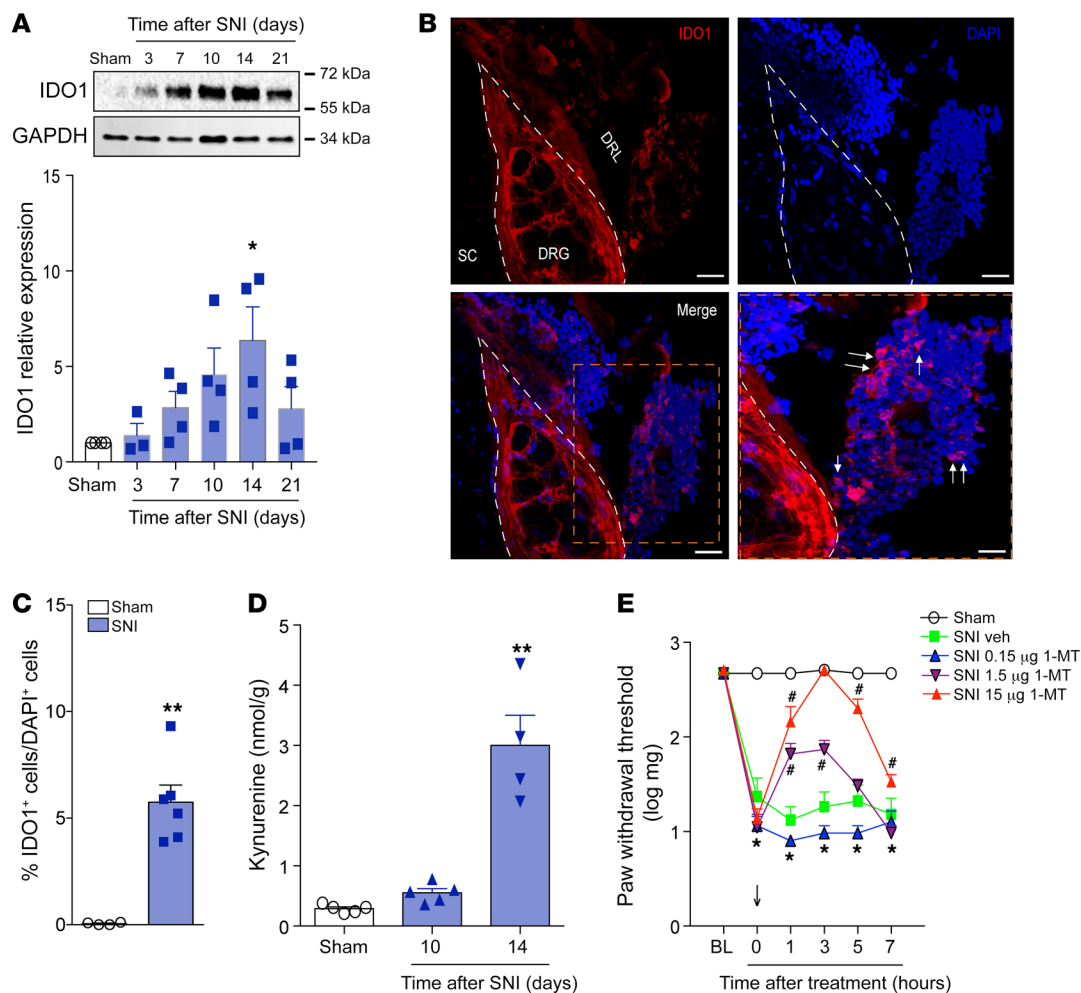 A
Time after SNI (days)
Sham 3 7 10 14 21
72 kDa
IDO1
55 kDa
GAPDH
34 kDa
IDO1 relative expression
15
10
5
0
*
Sham 3 7 10 14 21
Time after SNI (days)
B
IDO1
DRL
SC
DRG
DAPI
Merge
C
Sham
SNI
% IDO1⁺ cells/DAPI⁺ cells
15
10
5
0
**
D
Kynurenine (nmol/g)
5
4
3
2
1
0
**
Sham 10 14
Time after SNI (days)
E
Sham
SNI veh
SNI 0.15 µg 1-MT
SNI 1.5 µg 1-MT
SNI 15 µg 1-MT
Paw withdrawal threshold
(log mg)
3
2
1
0
# #
# # #
* * * * *
BL 0 1 3 5 7
Time after treatment (hours)